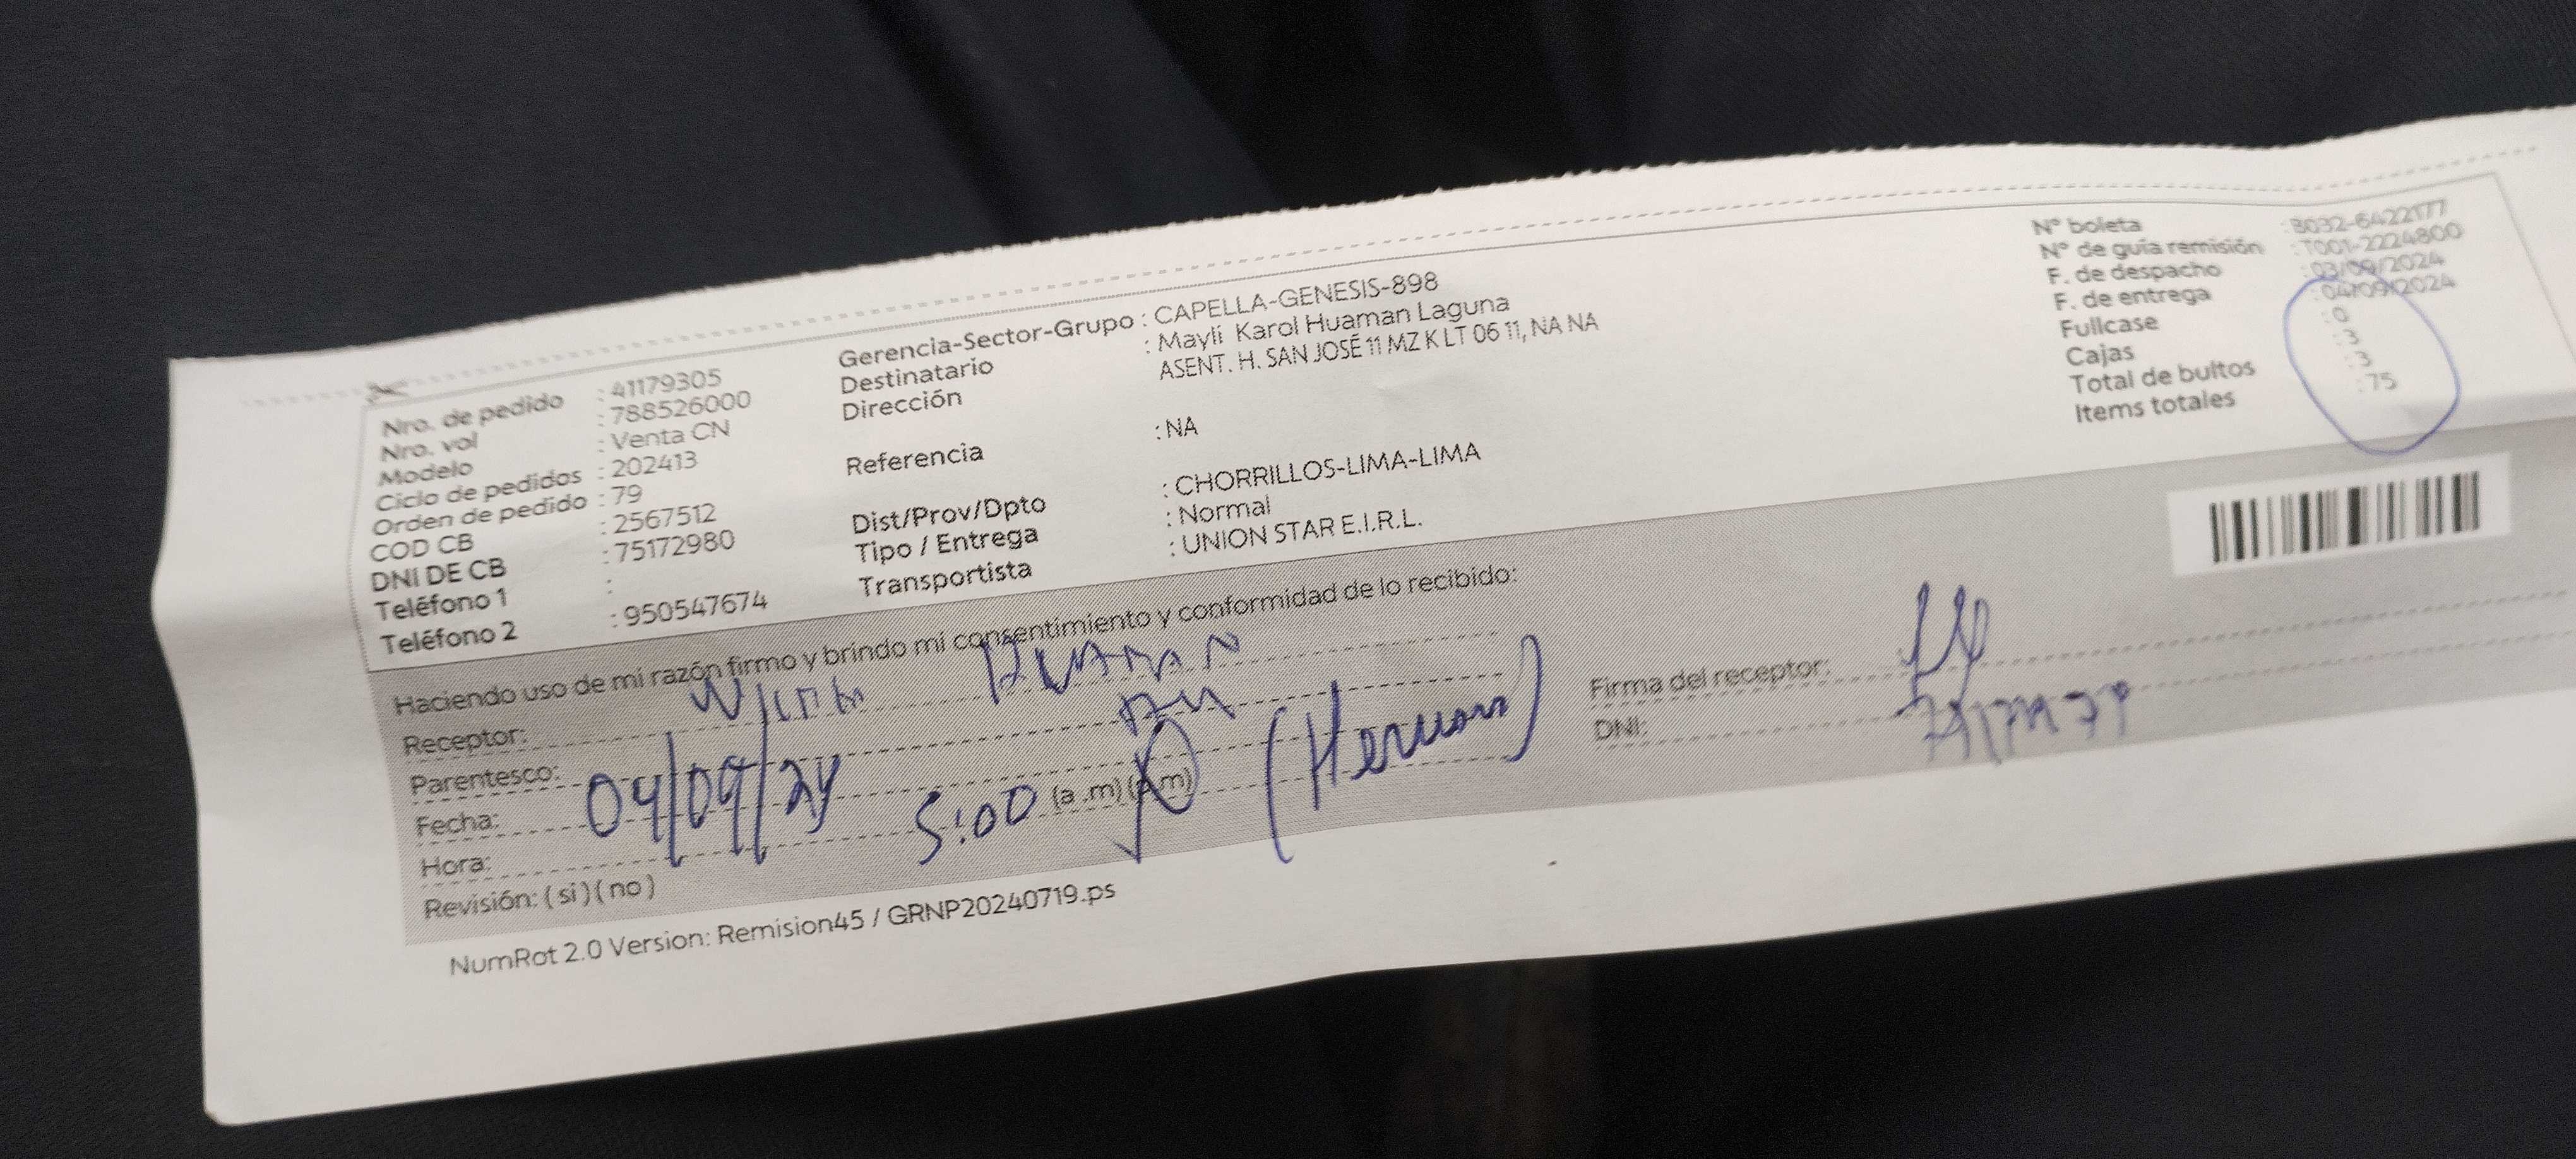 Nro. de pedido : 41179305
Nro. vol : 788526000
Modelo : Venta CN
Ciclo de pedidos : 202413
Orden de pedido : 79
COD CB : 2567512
DNI DE CB : 75172980
Teléfono 1 :
Teléfono 2 : 950547674
Gerencia-Sector-Grupo : CAPELLA-GENESIS-898
Destinatario : Mayli Karol Huaman Laguna
Dirección ASENT. H. SAN JOSÉ 11 MZ K LT 06 11, NA NA
Referencia : NA
Dist/Prov/Dpto : CHORRILLOS-LIMA-LIMA
Tipo / Entrega : Normal
Transportista : UNION STAR E.I.R.L.
N° boleta : B032-6422177
N° de guía remisión : T001-2224800
F. de despacho : 03/09/2024
F. de entrega : 04/09/2024
Fullcase : 0
Cajas : 3
Total de bultos : 3
Items totales : 75
Haciendo uso de mi razón firmo y brindo mi consentimiento y conformidad de lo recibido:
Receptor: HUAMAN
Parentesco: (Hermano)
Fecha: 04/09/24
Hora: 5:00 (a .m) (p.m)
Revisión: ( si ) ( no )
Firma del receptor:
DNI:
NumRot 2.0 Version: Remision45 / GRNP20240719.ps